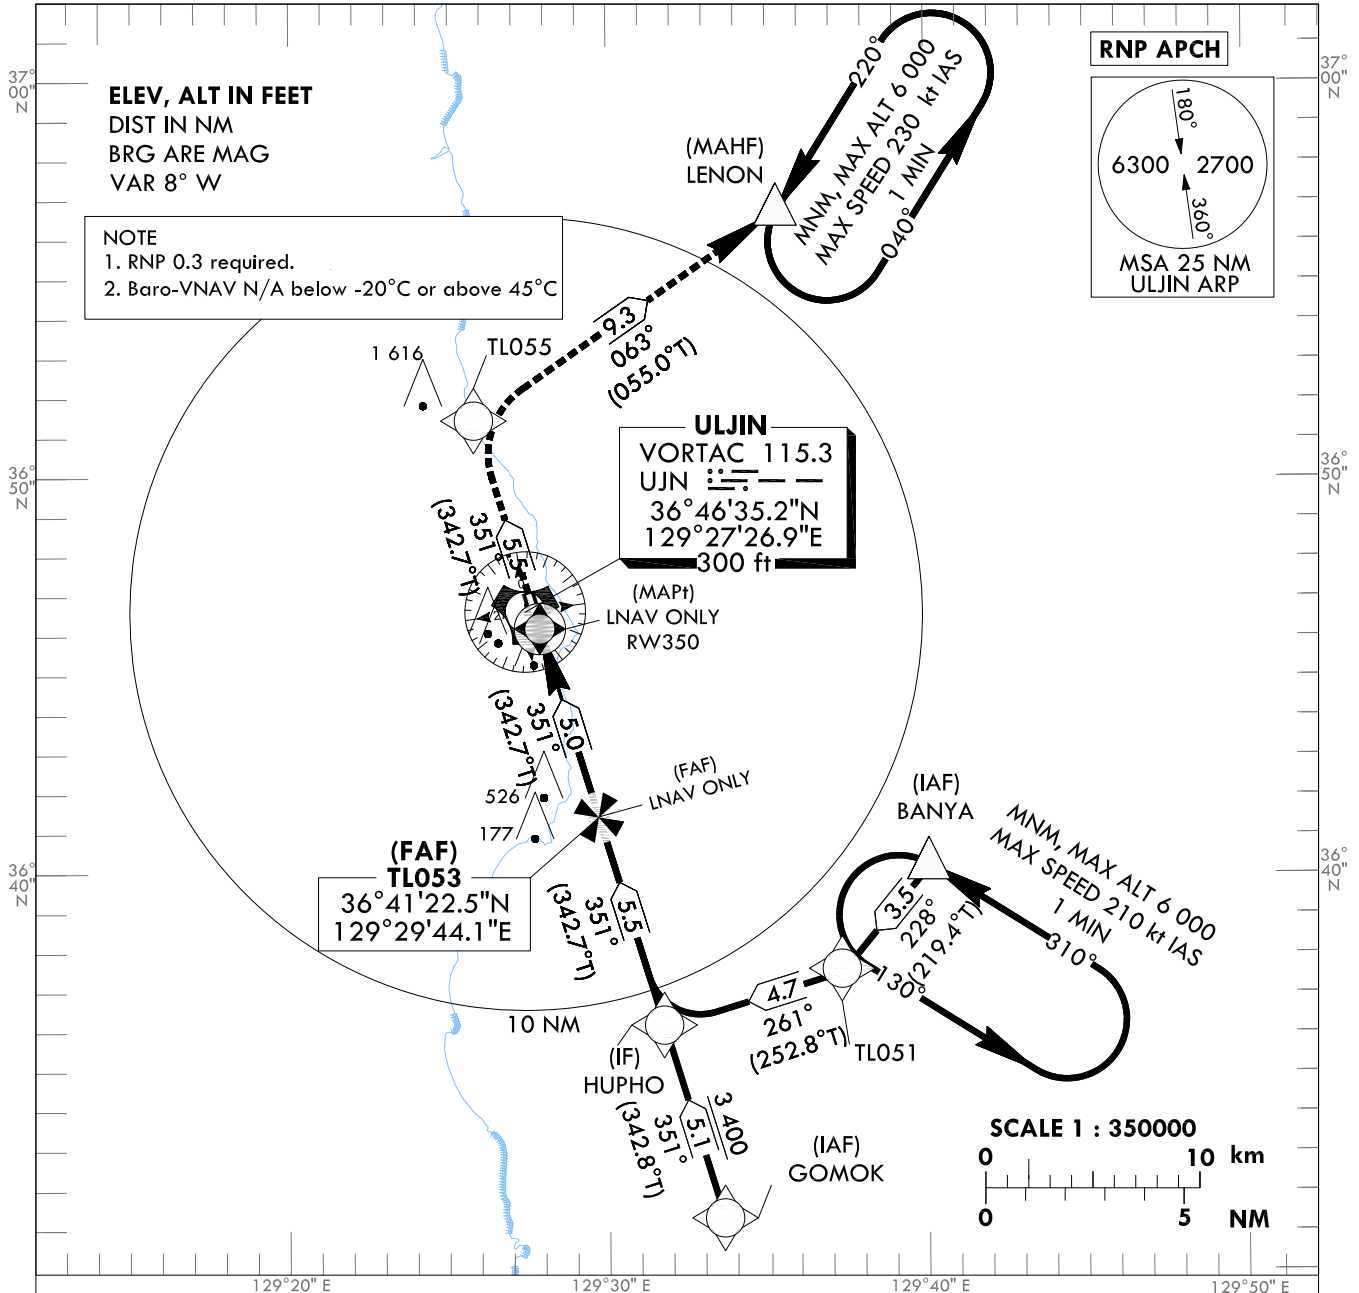 RNP APCH
180°
6300 2700
360°
MSA 25 NM
ULJIN ARP
ELEV, ALT IN FEET
DIST IN NM
BRG ARE MAG
VAR 8° W
NOTE
1. RNP 0.3 required.
2. Baro-VNAV N/A below -20°C or above 45°C
37°
00'
N
37°
00'
N
220°
MNM, MAX ALT 6 000
MAX SPEED 230 kt IAS
1 MIN
040°
(MAHF)
LENON
9.3
063°
(055.0°T)
1 616
TL055
ULJIN
VORTAC 115.3
UJN
36°46'35.2"N
129°27'26.9"E
300 ft
36°
50'
N
36°
50'
N
5.5
351°
(342.7°T)
(MAPt)
LNAV ONLY
RW350
5.0
351°
(342.7°T)
(FAF)
LNAV ONLY
526
177
(FAF)
TL053
36°41'22.5"N
129°29'44.1"E
(IAF)
BANYA
MNM, MAX ALT 6 000
MAX SPEED 210 kt IAS
1 MIN
310°
130°
3.5
228°
(219.4°T)
36°
40'
N
36°
40'
N
5.5
351°
(342.7°T)
4.7
261°
(252.8°T)
TL051
10 NM
(IF)
HUPHO
3 400
5.1
351°
(342.8°T)
(IAF)
GOMOK
SCALE 1 : 350000
0 10 km
0 5 NM
129°20" E
129°30" E
129°40" E
129°50" E